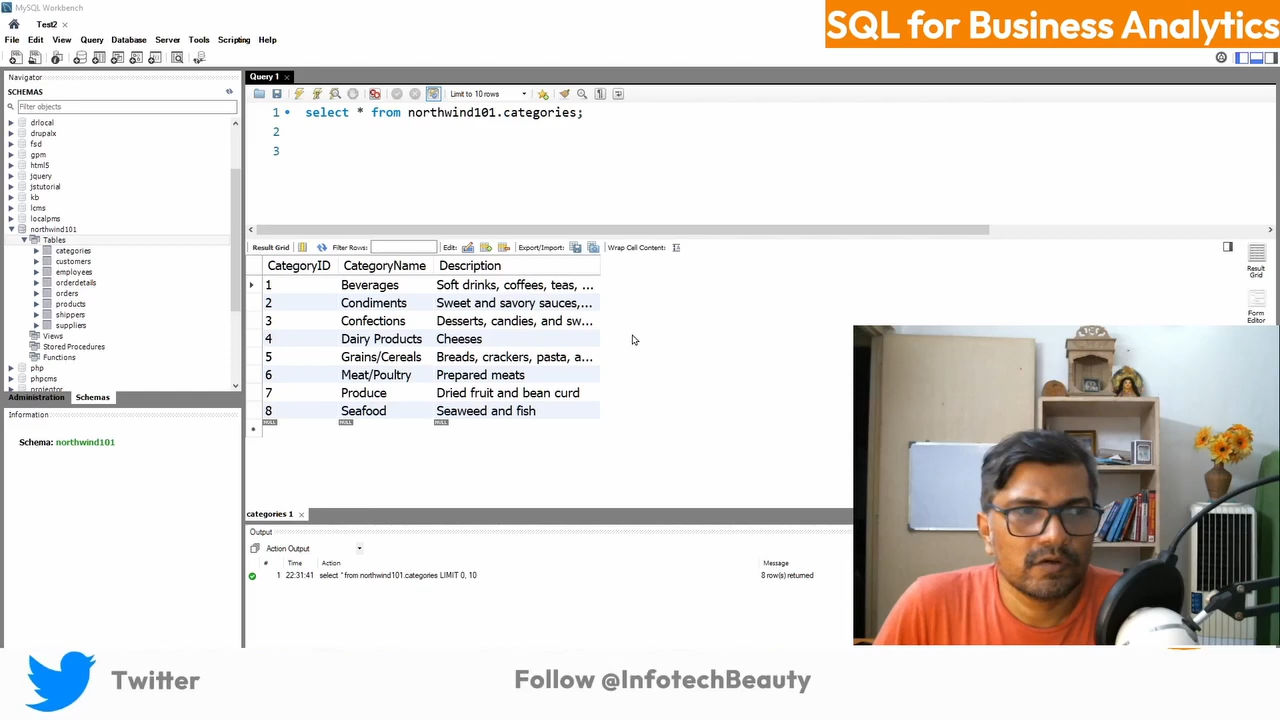 MySQL Workbench
SQL for Business Analytics
Test2
File Edit View Query Database Server Tools Scripting Help
Navigator
SCHEMAS
Filter objects
drlocal
drupalx
fsd
gpm
html5
jquery
jstutorial
kb
lcms
localpms
northwind101
Tables
categories
customers
employees
orderdetails
orders
products
shippers
suppliers
Views
Stored Procedures
Functions
php
phpcms
Administration Schemas
Information
Schema: northwind101
Query 1
Limit to 10 rows
1 select * from northwind101.categories;
2
3
Result Grid Filter Rows: Edit: Export/Import: Wrap Cell Content:
CategoryID CategoryName Description
1 Beverages Soft drinks, coffees, teas, ...
2 Condiments Sweet and savory sauces,...
3 Confections Desserts, candies, and sw...
4 Dairy Products Cheeses
5 Grains/Cereals Breads, crackers, pasta, a...
6 Meat/Poultry Prepared meats
7 Produce Dried fruit and bean curd
8 Seafood Seaweed and fish
NULL NULL NULL
Result
Grid
Form
Editor
categories 1
Output
Action Output
# Time Action Message
1 22:31:41 select * from northwind101.categories LIMIT 0, 10 8 row(s) returned
Twitter
Follow @InfotechBeauty